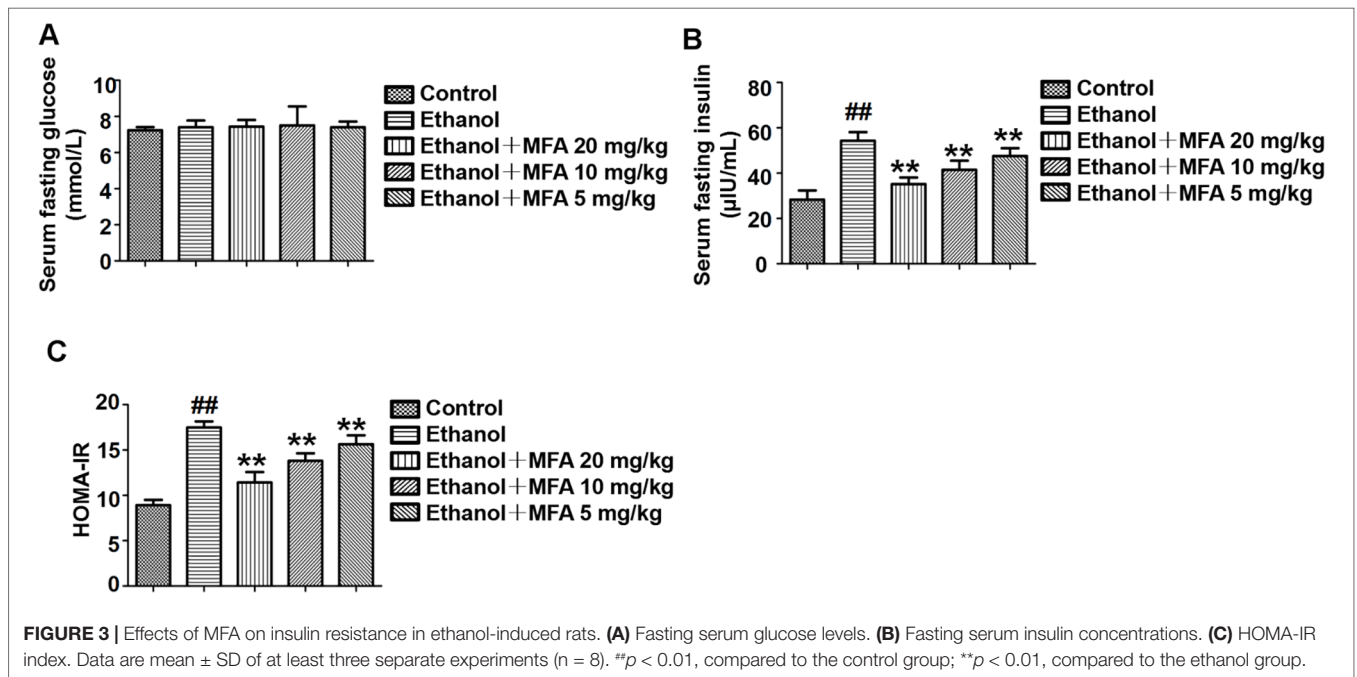 A
Serum fasting glucose
(mmol/L)
10
8
6
4
2
0
Control
Ethanol
Ethanol+MFA 20 mg/kg
Ethanol+MFA 10 mg/kg
Ethanol+MFA 5 mg/kg
B
Serum fasting insulin
(μIU/mL)
80
60
40
20
0
##
**
**
**
Control
Ethanol
Ethanol+MFA 20 mg/kg
Ethanol+MFA 10 mg/kg
Ethanol+MFA 5 mg/kg
C
HOMA-IR
20
15
10
5
0
##
**
**
**
Control
Ethanol
Ethanol+MFA 20 mg/kg
Ethanol+MFA 10 mg/kg
Ethanol+MFA 5 mg/kg
FIGURE 3 | Effects of MFA on insulin resistance in ethanol-induced rats. (A) Fasting serum glucose levels. (B) Fasting serum insulin concentrations. (C) HOMA-IR
index. Data are mean ± SD of at least three separate experiments (n = 8). ##p < 0.01, compared to the control group; **p < 0.01, compared to the ethanol group.